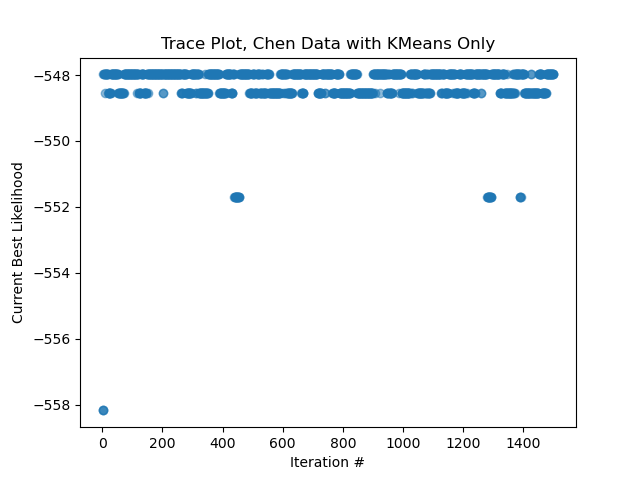 Trace Plot, Chen Data with KMeans Only
Current Best Likelihood
−548
−550
−552
−554
−556
−558
0 200 400 600 800 1000 1200 1400
Iteration #